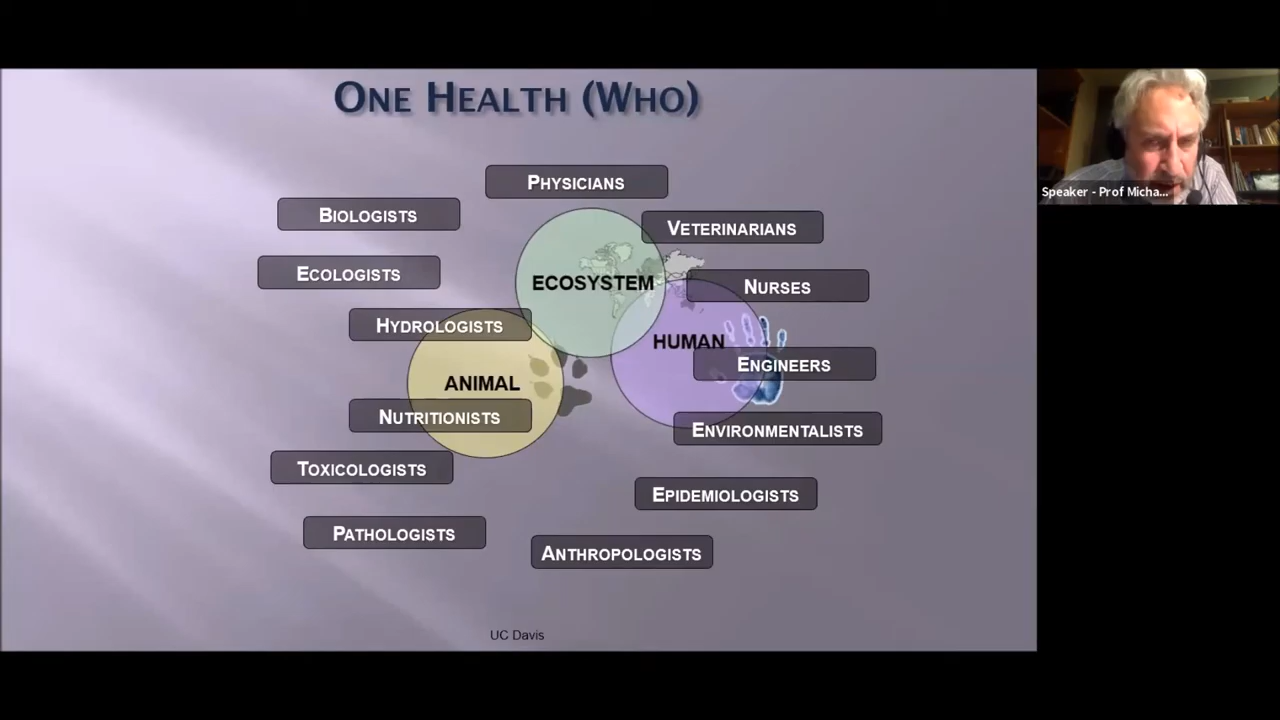 ONE HEALTH (WHO)
PHYSICIANS
BIOLOGISTS
VETERINARIANS
ECOLOGISTS
ECOSYSTEM
NURSES
HYDROLOGISTS
HUMAN
ENGINEERS
ANIMAL
NUTRITIONISTS
ENVIRONMENTALISTS
TOXICOLOGISTS
EPIDEMIOLOGISTS
PATHOLOGISTS
ANTHROPOLOGISTS
UC Davis
Speaker - Prof Micha...